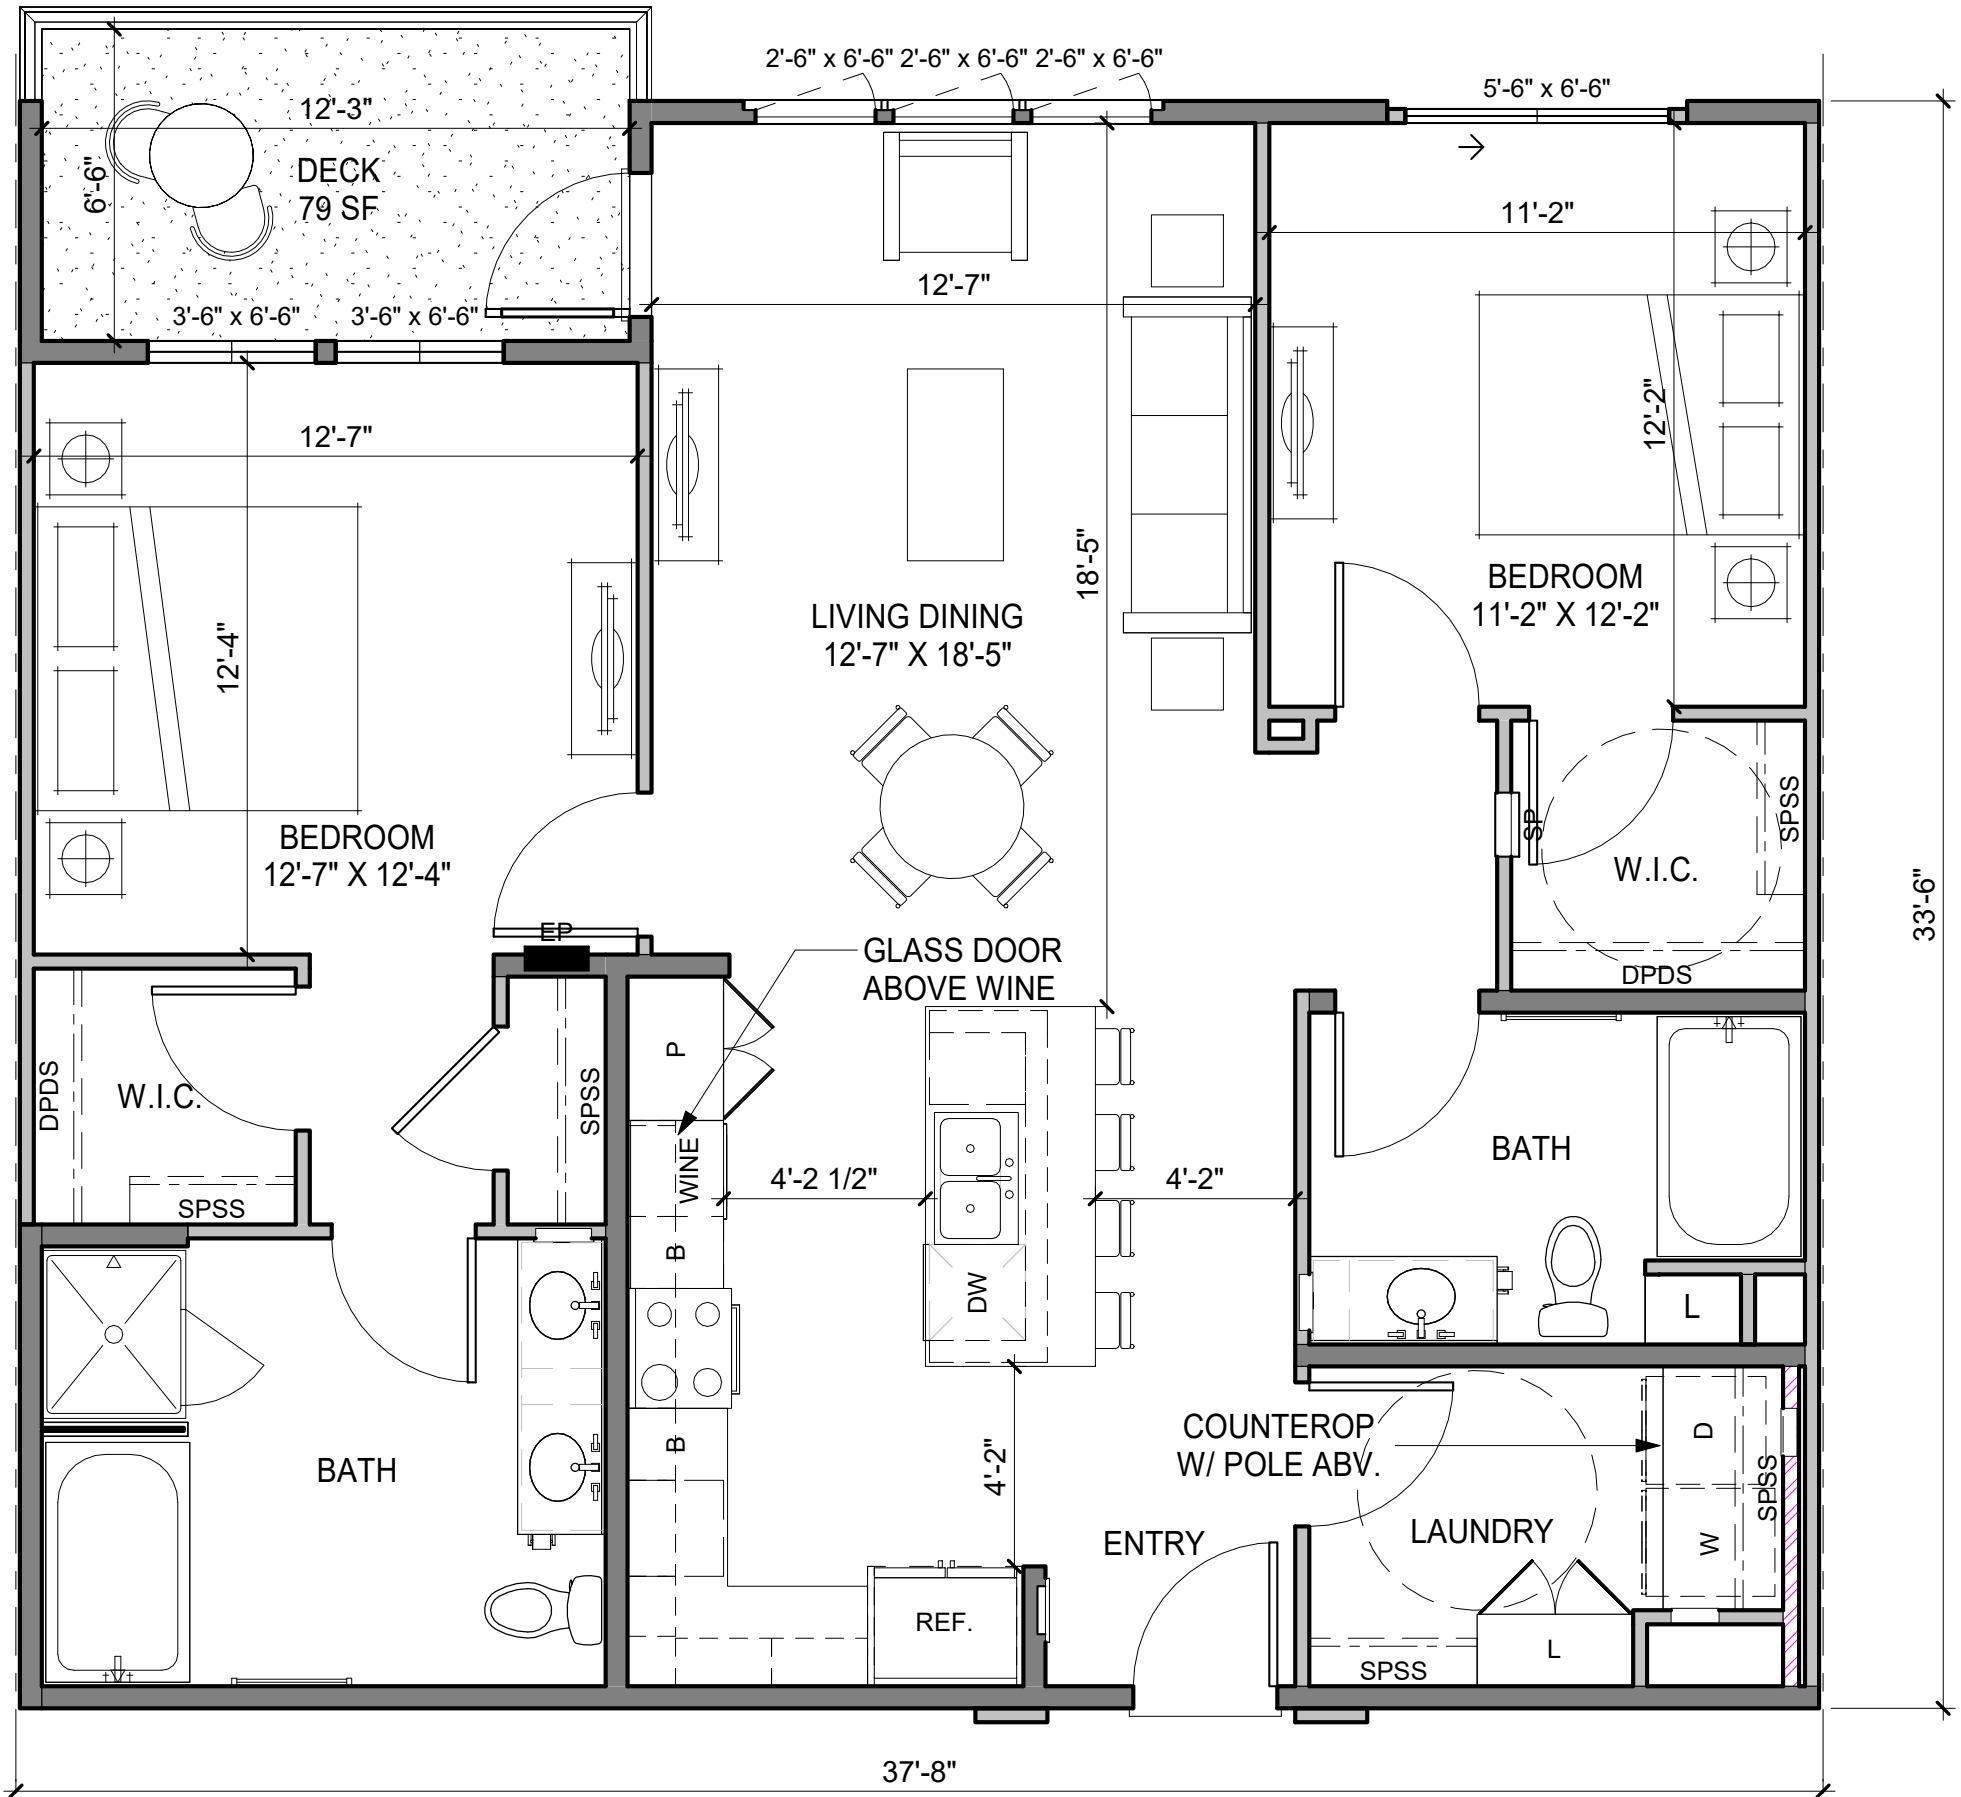 2'-6" x 6'-6" 2'-6" x 6'-6" 2'-6" x 6'-6"
5'-6" x 6'-6"
12'-3"
DECK
79 SF
6'-6"
11'-2"
12'-7"
3'-6" x 6'-6" 3'-6" x 6'-6"
12'-7"
12'-2"
18'-5"
BEDROOM
11'-2" X 12'-2"
LIVING DINING
12'-7" X 18'-5"
12'-4"
BEDROOM
12'-7" X 12'-4"
SP
SPSS
W.I.C.
33'-6"
EP
GLASS DOOR
ABOVE WINE
DPDS
P
DPDS
W.I.C.
SPSS
WINE
BATH
4'-2 1/2"
4'-2"
SPSS
B
DW
L
B
COUNTEROP
W/ POLE ABV.
D
BATH
4'-2"
SPSS
ENTRY
LAUNDRY
W
REF.
L
SPSS
37'-8"